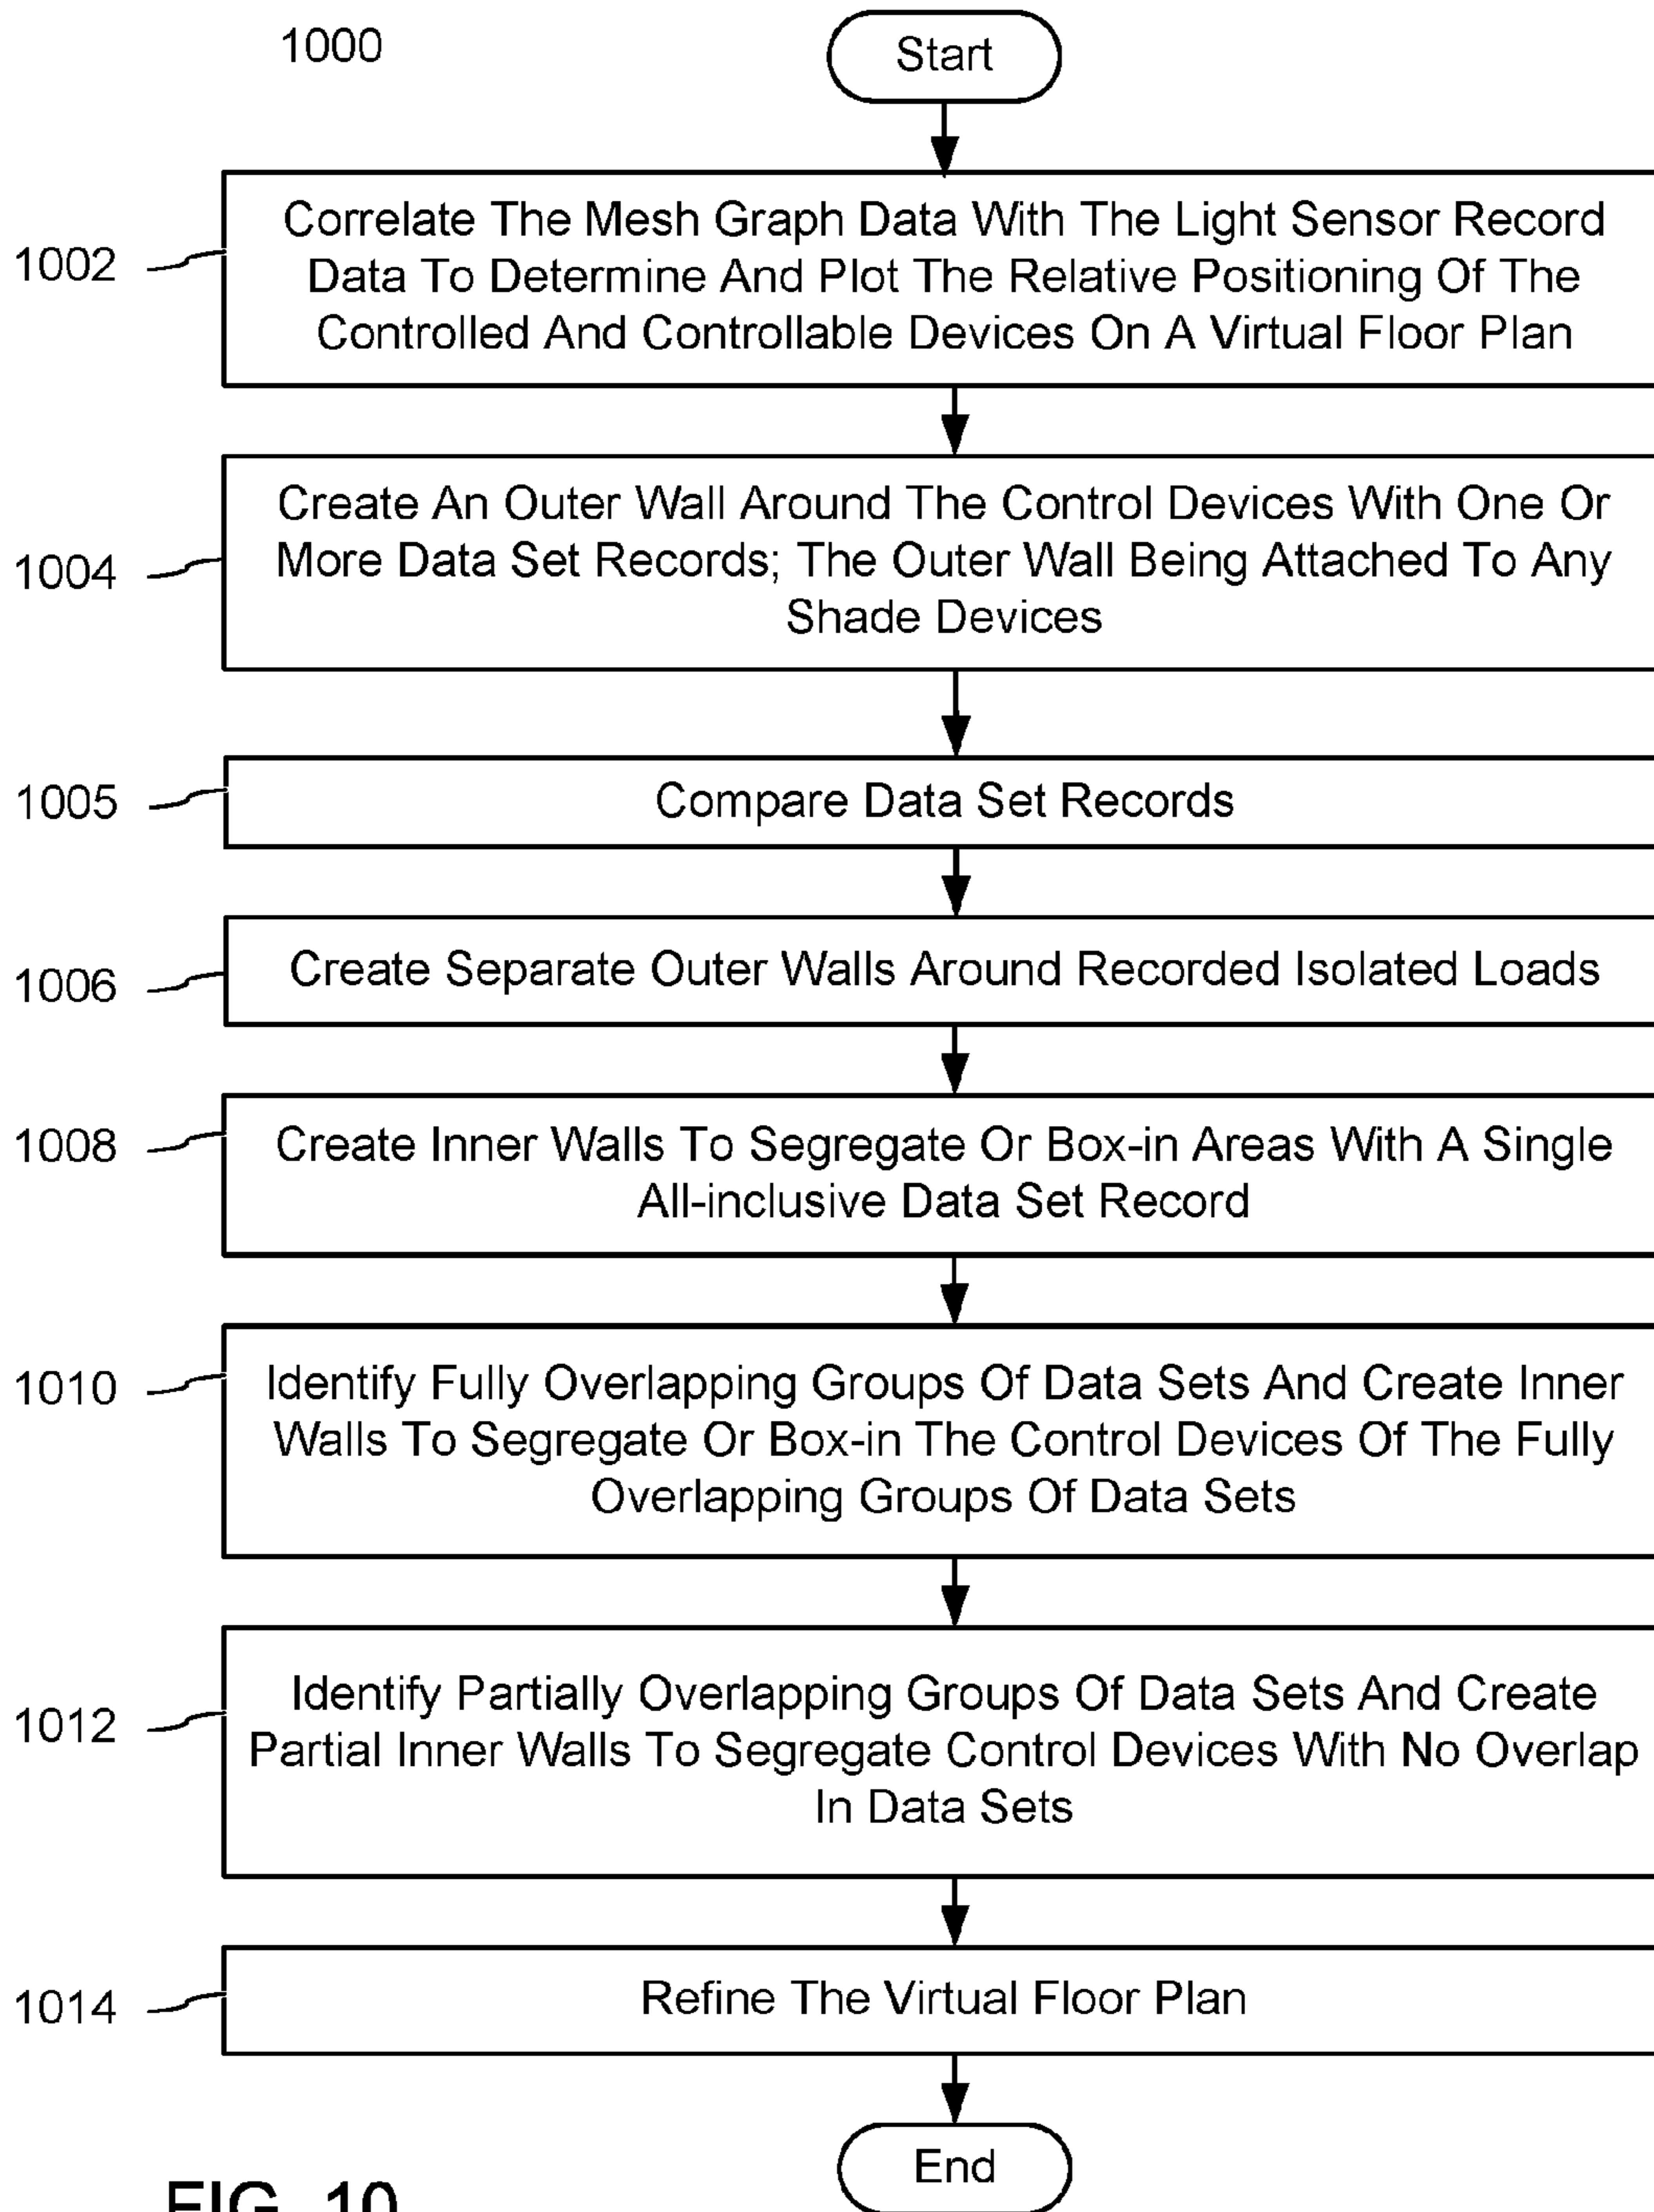 1000
Start
1002
Correlate The Mesh Graph Data With The Light Sensor Record
Data To Determine And Plot The Relative Positioning Of The
Controlled And Controllable Devices On A Virtual Floor Plan
1004
Create An Outer Wall Around The Control Devices With One Or
More Data Set Records; The Outer Wall Being Attached To Any
Shade Devices
1005
Compare Data Set Records
1006
Create Separate Outer Walls Around Recorded Isolated Loads
1008
Create Inner Walls To Segregate Or Box-in Areas With A Single
All-inclusive Data Set Record
1010
Identify Fully Overlapping Groups Of Data Sets And Create Inner
Walls To Segregate Or Box-in The Control Devices Of The Fully
Overlapping Groups Of Data Sets
1012
Identify Partially Overlapping Groups Of Data Sets And Create
Partial Inner Walls To Segregate Control Devices With No Overlap
In Data Sets
1014
Refine The Virtual Floor Plan
End
FIG. 10